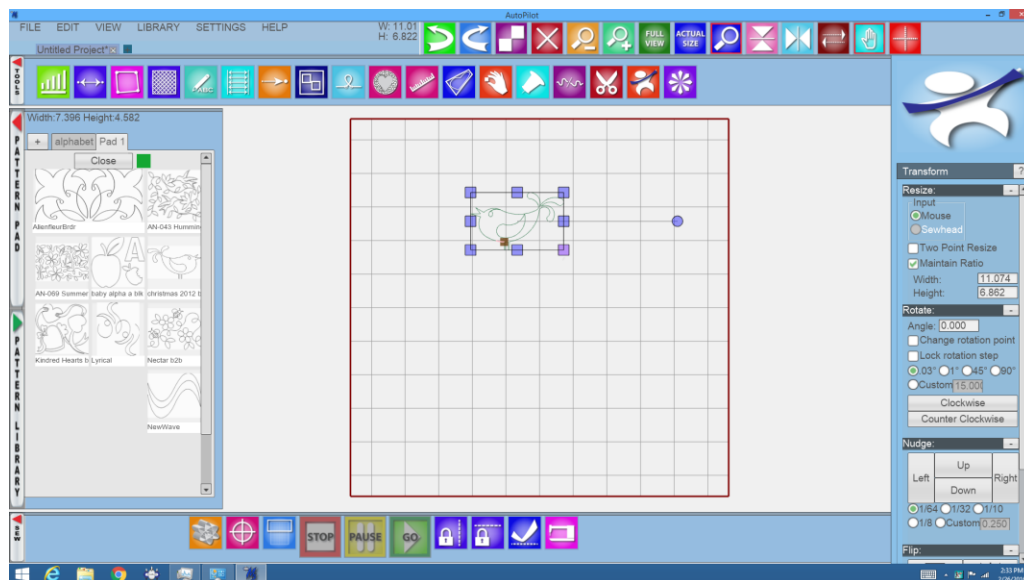 AutoPilot
FILE EDIT VIEW LIBRARY SETTINGS HELP
W: 11.01
H: 6.822
FULL VIEW
ACTUAL SIZE
Untitled Project*
TOOLS
ABC
Width:7.396 Height:4.582
+ alphabet Pad 1
Close
PATTERN PAD
AN-043 Hummin
AN-089 Summer baby alpha a blk christmas 2012 b
Kindred Hearts b Lyrical Nectar b2b
NewWave
PATTERN LIBRARY
Transform ?
Resize: -
Input
Mouse
Sewhead
Two Point Resize
Maintain Ratio
Width: 11.074
Height: 6.862
Rotate: -
Angle: 0.000
Change rotation point
Lock rotation step
.03° 1° 45° 90°
Custom 15.000
Clockwise
Counter Clockwise
Nudge: -
Up
Left Right
Down
1/64 1/32 1/10
1/8 Custom 0.250
Flip: -
SEW
STOP PAUSE GO
2:33 PM